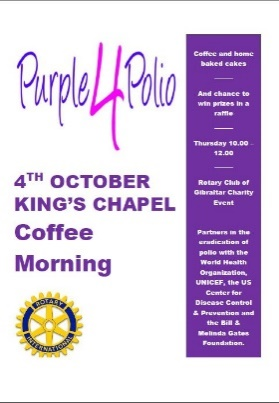 Purple4Polio
4TH OCTOBER
KING'S CHAPEL
Coffee
Morning
ROTARY
INTERNATIONAL
Coffee and home
baked cakes
And chance to
win prizes in a
raffle
Thursday 10.00 -
12.00
Rotary Club of
Gibraltar Charity
Event
Partners in the
eradication of
polio with the
World Health
Organization,
UNICEF, the US
Center for
Disease Control
& Prevention and
the Bill &
Melinda Gates
Foundation.